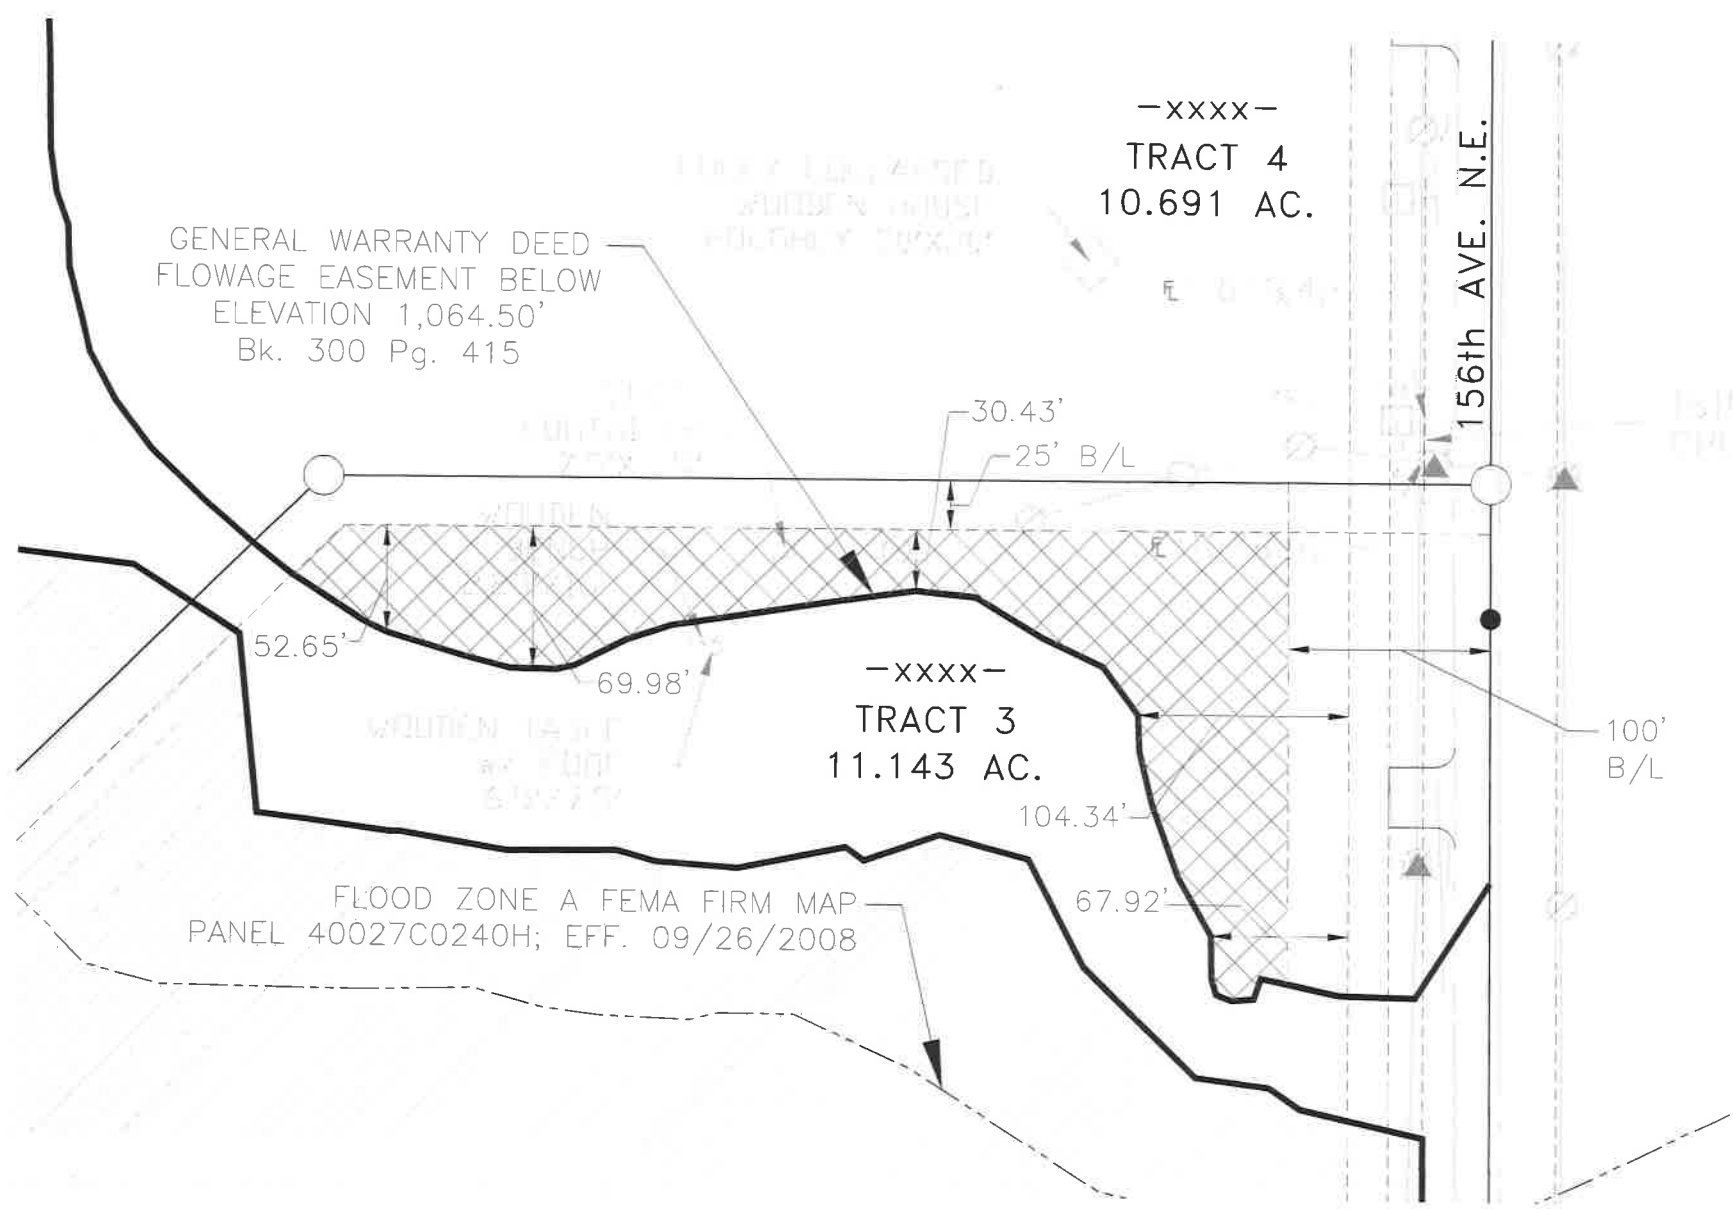 -xxxx-
TRACT 4
10.691 AC.
156th AVE. N.E.
GENERAL WARRANTY DEED
FLOWAGE EASEMENT BELOW
ELEVATION 1,064.50'
Bk. 300 Pg. 415
30.43'
25' B/L
52.65'
69.98'
-xxxx-
TRACT 3
11.143 AC.
100'
B/L
104.34'
67.92'
FLOOD ZONE A FEMA FIRM MAP
PANEL 40027C0240H; EFF. 09/26/2008